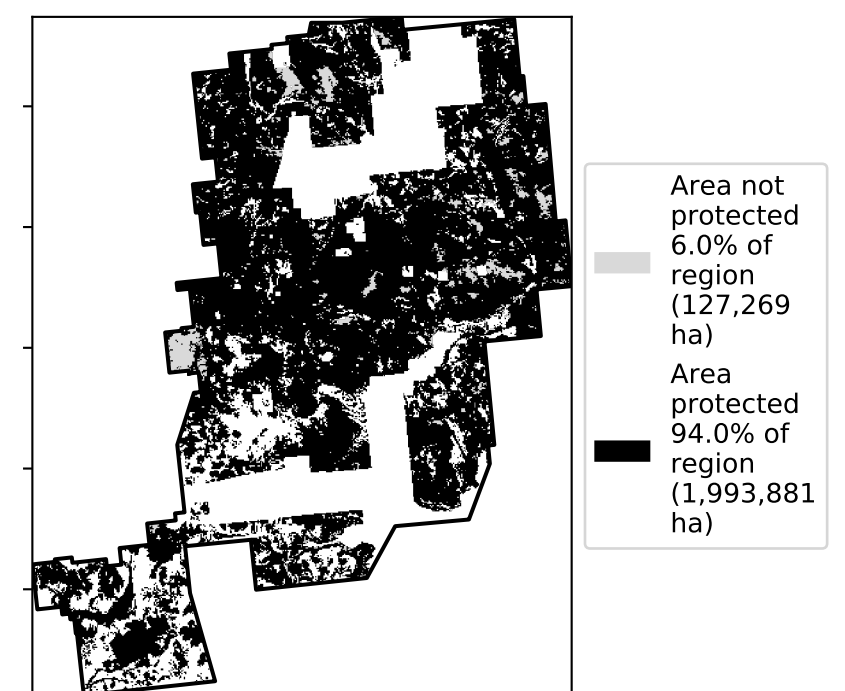 Area not
protected
6.0% of
region
(127,269
ha)
Area
protected
94.0% of
region
(1,993,881
ha)